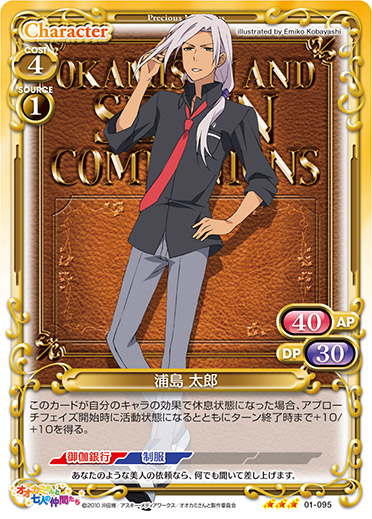 Precious Memories
Character
illustrated by Emiko Kobayashi
COST
4
SOURCE
1
OKAMISAN AND
SEVEN
COMPANIONS
40 AP
DP 30
浦島 太郎
このカードが自分のキャラの効果で休息状態になった場合、アプロ
ーチフェイズ開始時に活動状態になるとともにターン終了時まで+10/
+10を得る。
御伽銀行 制服
あなたのような美人の依頼なら、何でも聞いて差し上げます。
オオカミさんと
七人の仲間たち
©2010 沖田雅／アスキー・メディアワークス／オオカミさんと製作委員会
01-095